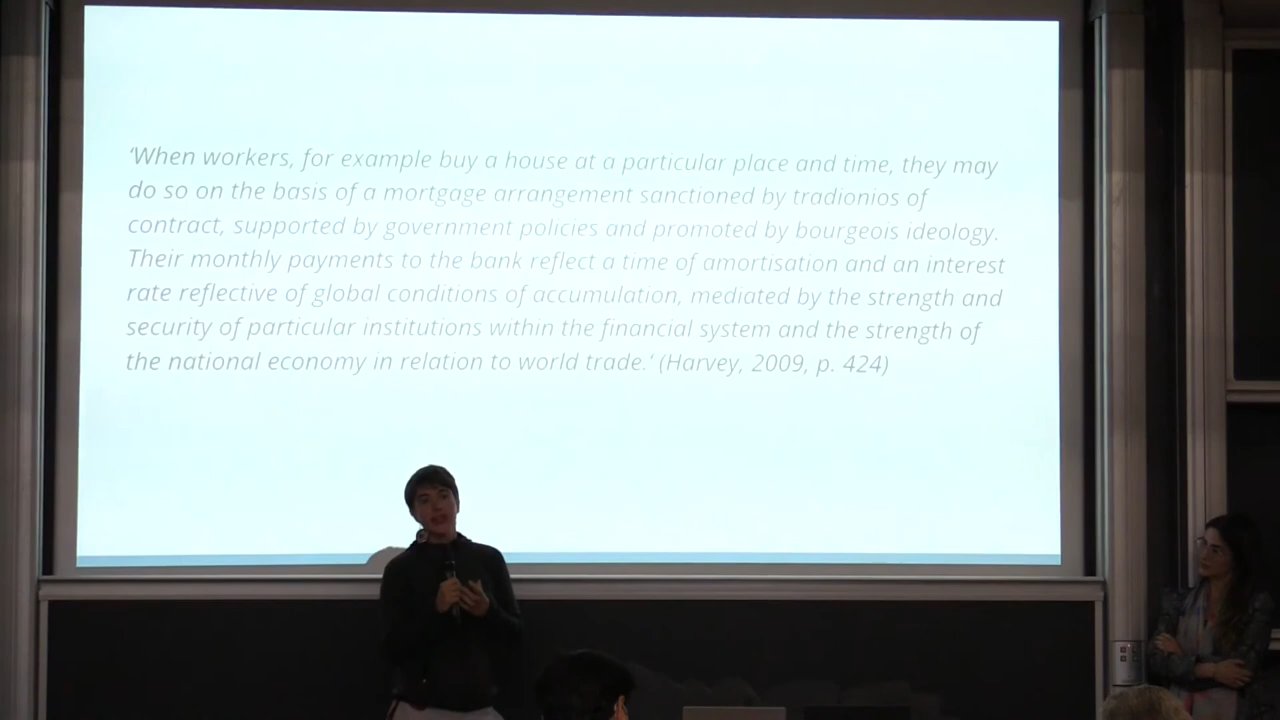 ‘When workers, for example buy a house at a particular place and time, they may
do so on the basis of a mortgage arrangement sanctioned by tradionios of
contract, supported by government policies and promoted by bourgeois ideology.
Their monthly payments to the bank reflect a time of amortisation and an interest
rate reflective of global conditions of accumulation, mediated by the strength and
security of particular institutions within the financial system and the strength of
the national economy in relation to world trade.’ (Harvey, 2009, p. 424)